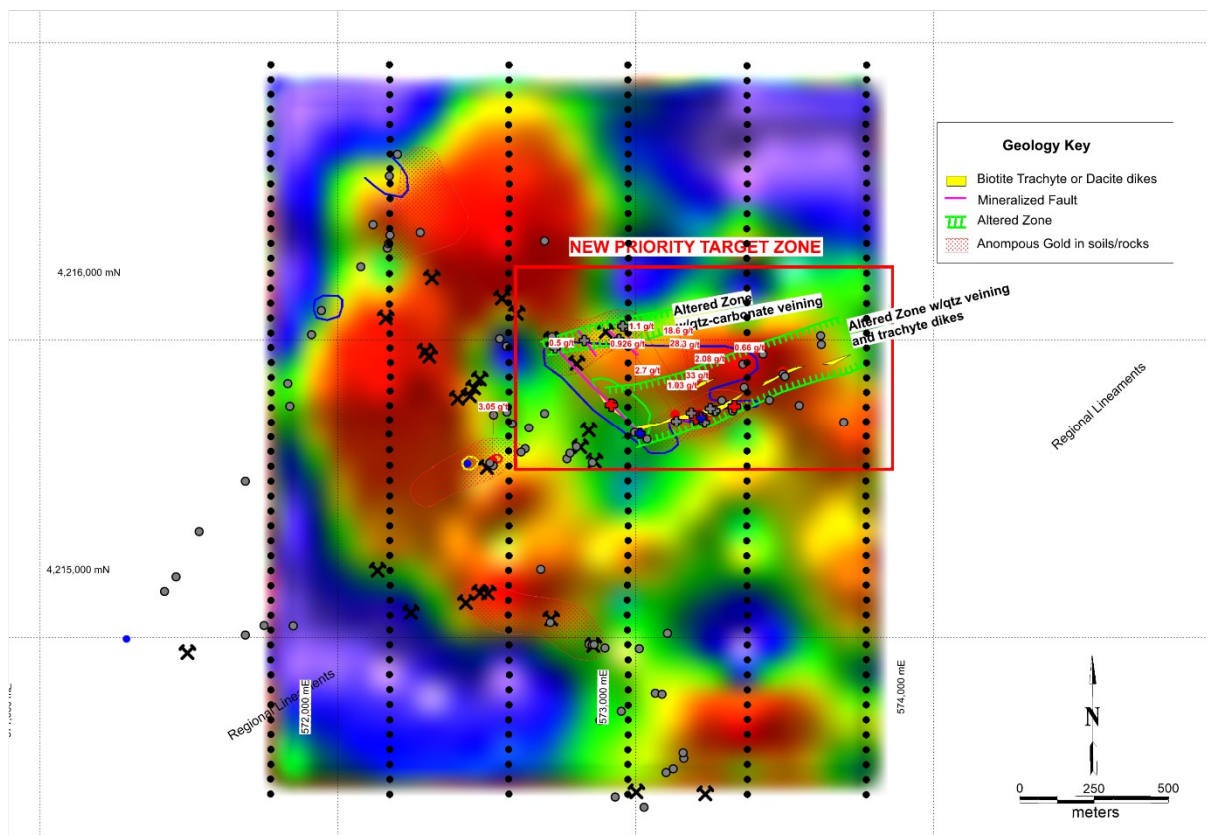 Geology Key
Biotite Trachyte or Dacite dikes
Mineralized Fault
Altered Zone
Anompous Gold in soils/rocks
NEW PRIORITY TARGET ZONE
4,216,000 mN
Altered Zone
w/qtz-carbonate veining
Altered Zone w/qtz veining
and trachyte dikes
1.1 g/t
18.6 g/t
0.5 g/t
0.926 g/t
28.3 g/t
0.66 g/t
2.08 g/t
2.7 g/t
33 g/t
1.03 g/t
3.05 g't
Regional Lineaments
4,215,000 mN
Regional Lineaments
572,000 mE
573,000 mE
574,000 mE
N
0 250 500
meters